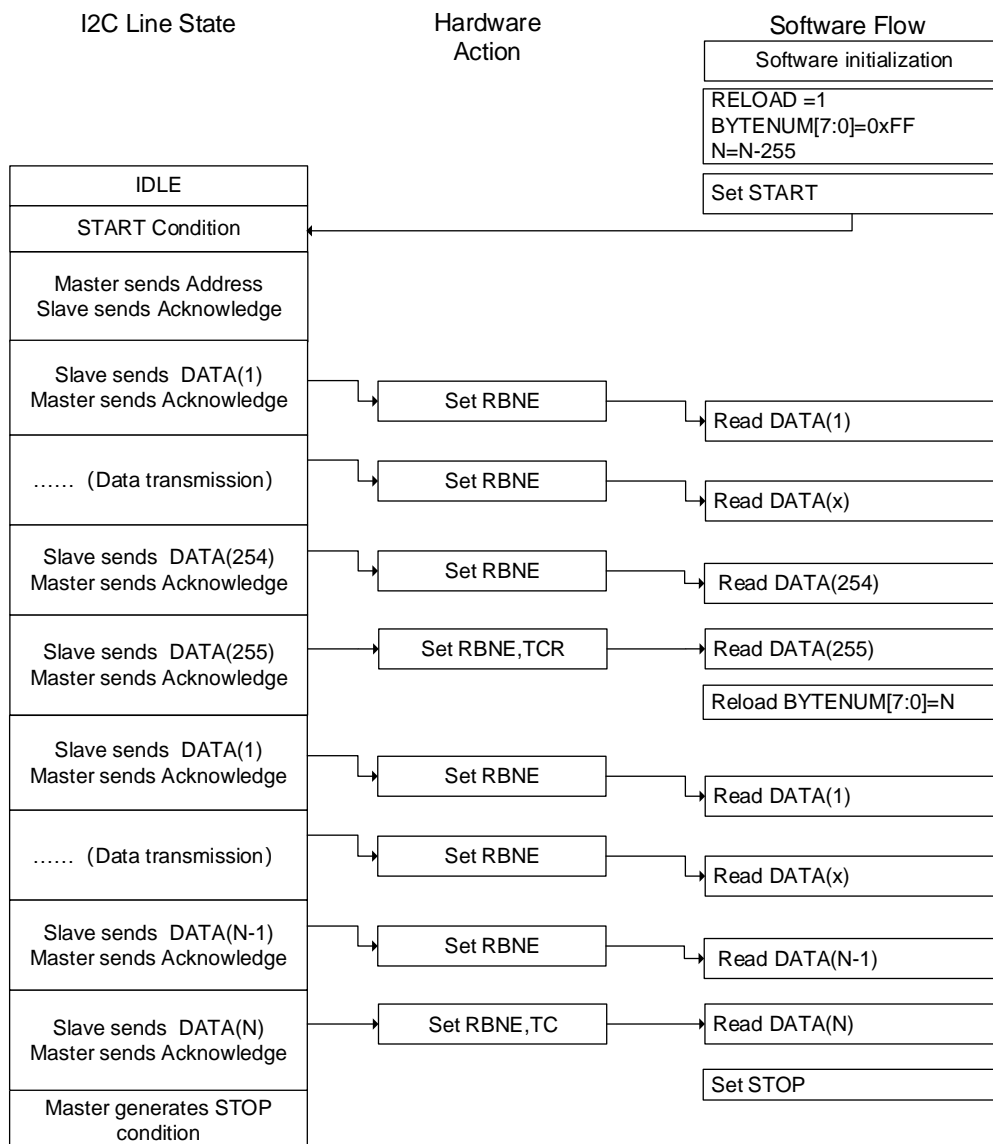 I2C Line State
Hardware
Action
Software Flow
Software initialization
RELOAD =1
BYTENUM[7:0]=0xFF
N=N-255
IDLE
Set START
START Condition
Master sends Address
Slave sends Acknowledge
Slave sends DATA(1)
Master sends Acknowledge
Set RBNE
Read DATA(1)
...... (Data transmission)
Set RBNE
Read DATA(x)
Slave sends DATA(254)
Master sends Acknowledge
Set RBNE
Read DATA(254)
Slave sends DATA(255)
Master sends Acknowledge
Set RBNE,TCR
Read DATA(255)
Reload BYTENUM[7:0]=N
Slave sends DATA(1)
Master sends Acknowledge
Set RBNE
Read DATA(1)
...... (Data transmission)
Set RBNE
Read DATA(x)
Slave sends DATA(N-1)
Master sends Acknowledge
Set RBNE
Read DATA(N-1)
Slave sends DATA(N)
Master sends Acknowledge
Set RBNE,TC
Read DATA(N)
Set STOP
Master generates STOP
condition